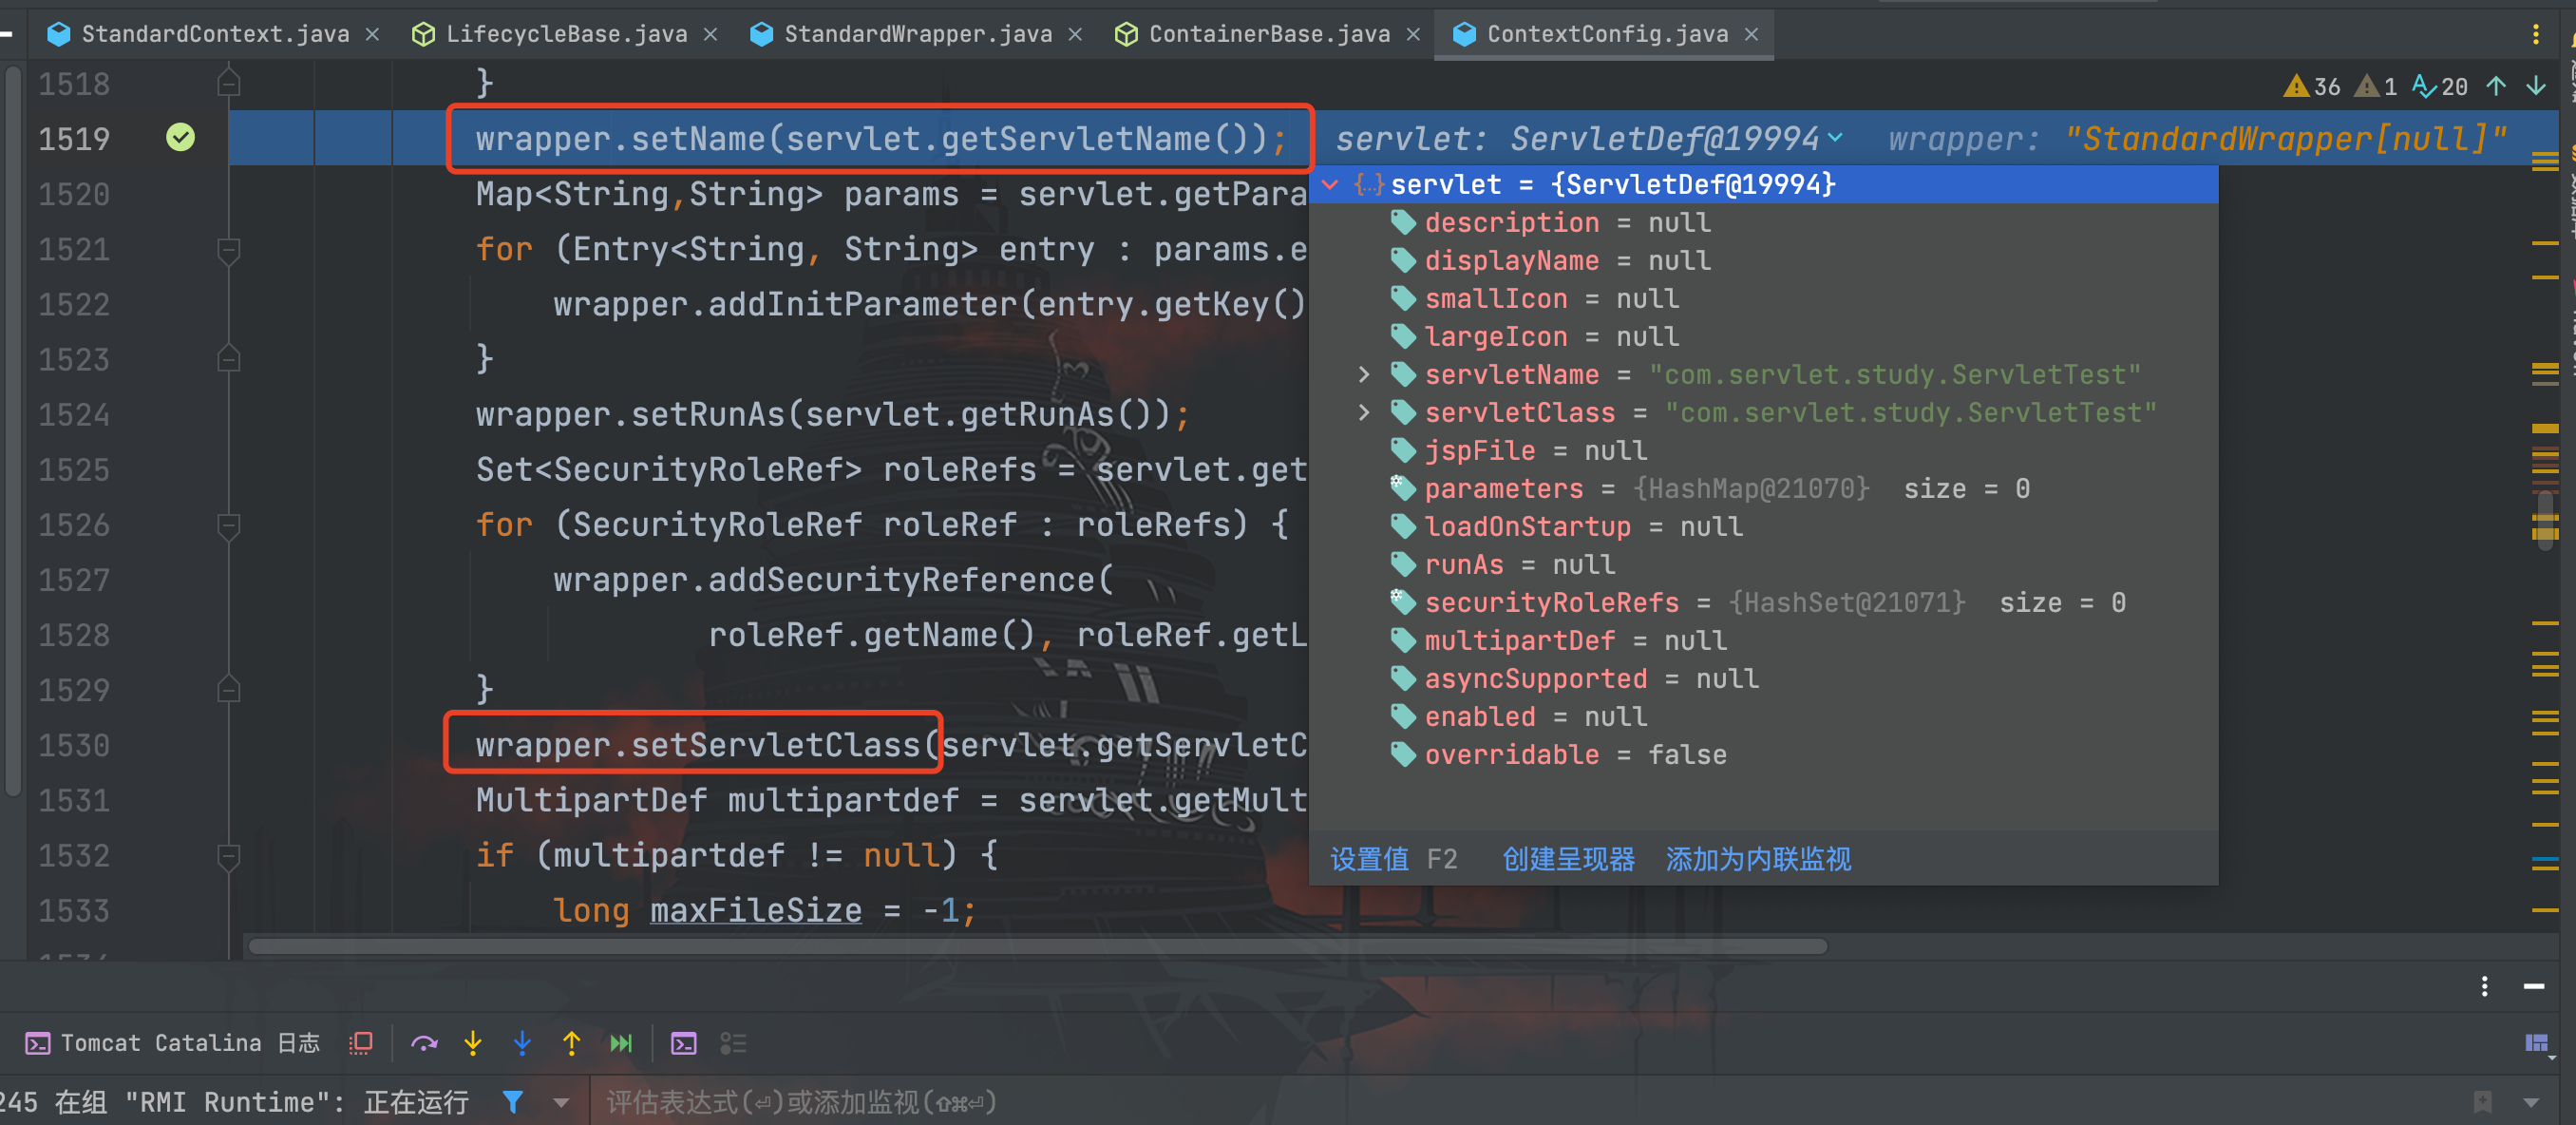 StandardContext.java LifecycleBase.java StandardWrapper.java ContainerBase.java ContextConfig.java
36 1 20
1518 }
1519 wrapper.setName(servlet.getServletName()); servlet: ServletDef@19994 wrapper: "StandardWrapper[null]"
1520 Map<String,String> params = servlet.getPara
1521 for (Entry<String, String> entry : params.e
1522 wrapper.addInitParameter(entry.getKey()
1523 }
1524 wrapper.setRunAs(servlet.getRunAs());
1525 Set<SecurityRoleRef> roleRefs = servlet.get
1526 for (SecurityRoleRef roleRef : roleRefs) {
1527 wrapper.addSecurityReference(
1528 roleRef.getName(), roleRef.getL
1529 }
1530 wrapper.setServletClass(servlet.getServletC
1531 MultipartDef multipartdef = servlet.getMult
1532 if (multipartdef != null) {
1533 long maxFileSize = -1;
servlet = {ServletDef@19994}
description = null
displayName = null
smallIcon = null
largeIcon = null
servletName = "com.servlet.study.ServletTest"
servletClass = "com.servlet.study.ServletTest"
jspFile = null
parameters = {HashMap@21070} size = 0
loadOnStartup = null
runAs = null
securityRoleRefs = {HashSet@21071} size = 0
multipartDef = null
asyncSupported = null
enabled = null
overridable = false
设置值 F2 创建呈现器 添加为内联监视
Tomcat Catalina 日志
245 在组 "RMI Runtime": 正在运行 评估表达式(⏎)或添加监视(⇧⌘⏎)